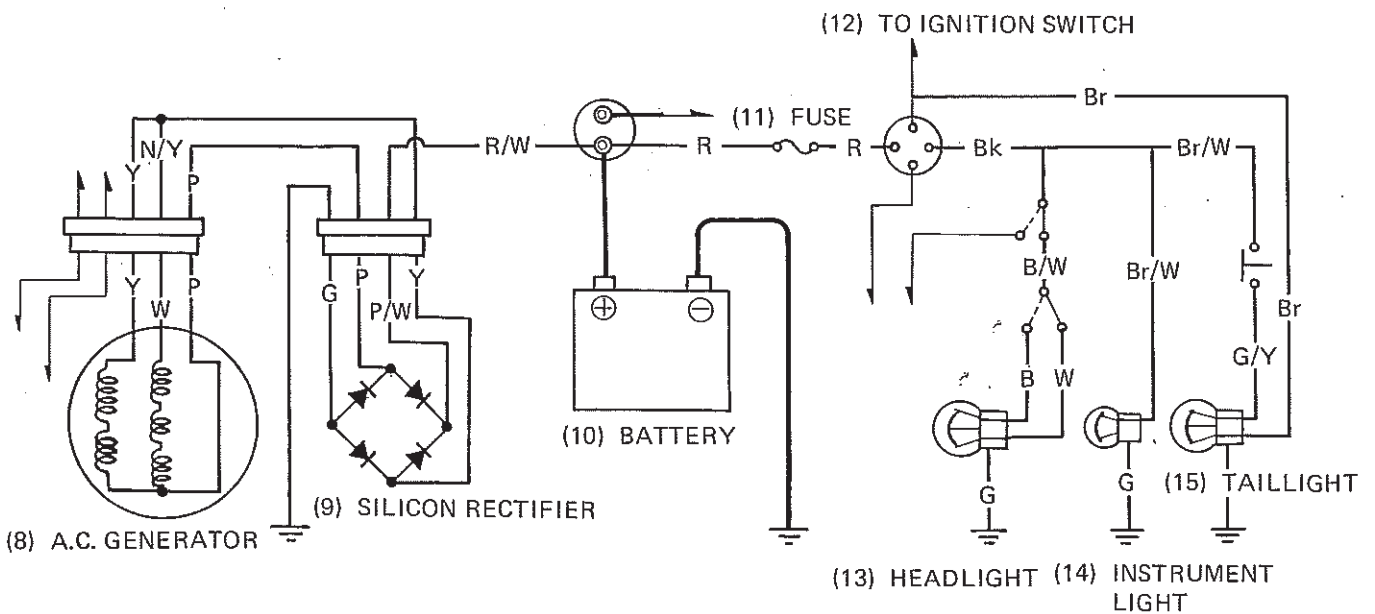 (12) TO IGNITION SWITCH
Br
(11) FUSE
N/Y
R/W
R
R
Bk
Br/W
Y
P
Y
W
P
G
P
P/W
Y
B/W
Br/W
Br
G/Y
B
W
(10) BATTERY
(9) SILICON RECTIFIER
G
G
(15) TAILLIGHT
(8) A.C. GENERATOR
(13) HEADLIGHT
(14) INSTRUMENT
LIGHT